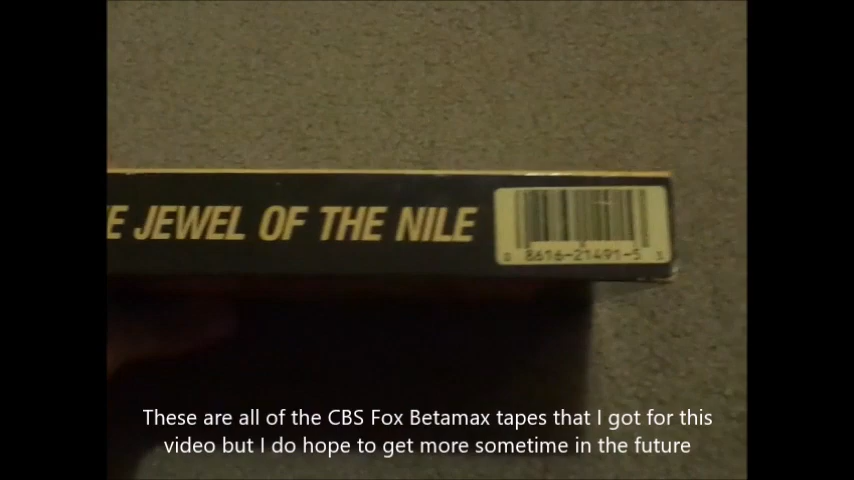 E JEWEL OF THE NILE
0 8616-21491-5 3
These are all of the CBS Fox Betamax tapes that I got for this
video but I do hope to get more sometime in the future